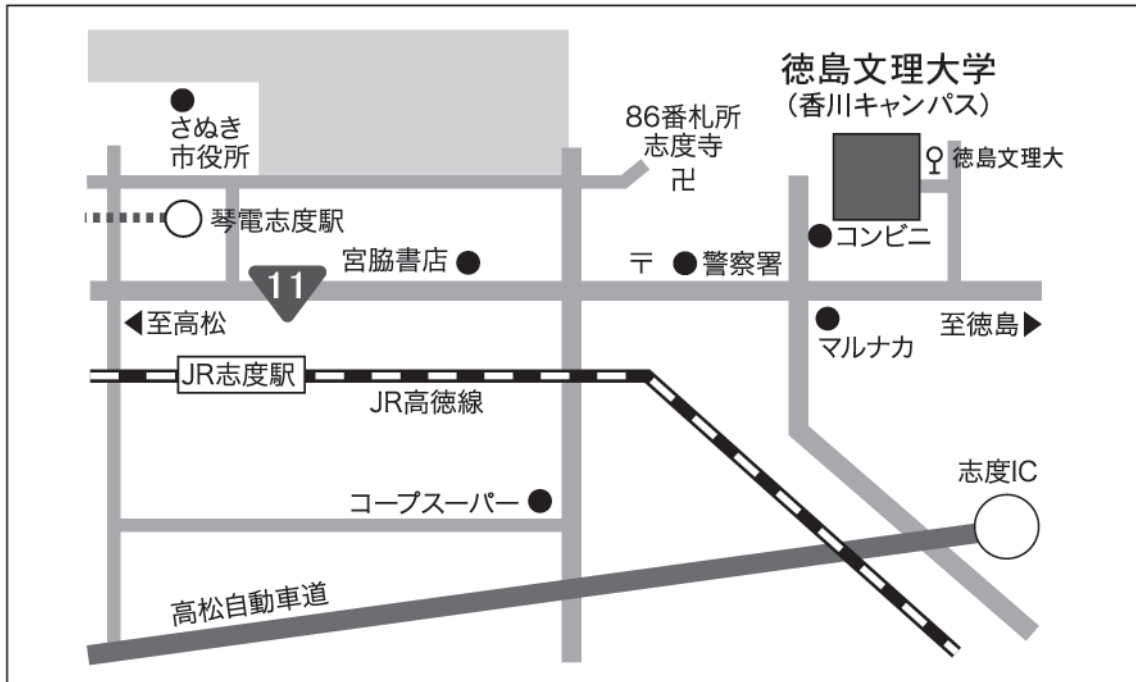 徳島文理大学
(香川キャンパス)
さぬき
市役所
86番札所
志度寺
卍
徳島文理大
琴電志度駅
コンビニ
宮脇書店
〒
警察署
11
至高松
至徳島
マルナカ
JR志度駅
JR高徳線
志度IC
コープスーパー
高松自動車道